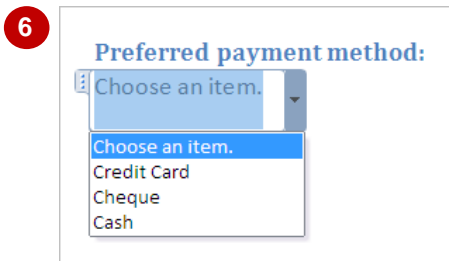 6
Preferred payment method:
Choose an item.
Choose an item.
Credit Card
Cheque
Cash